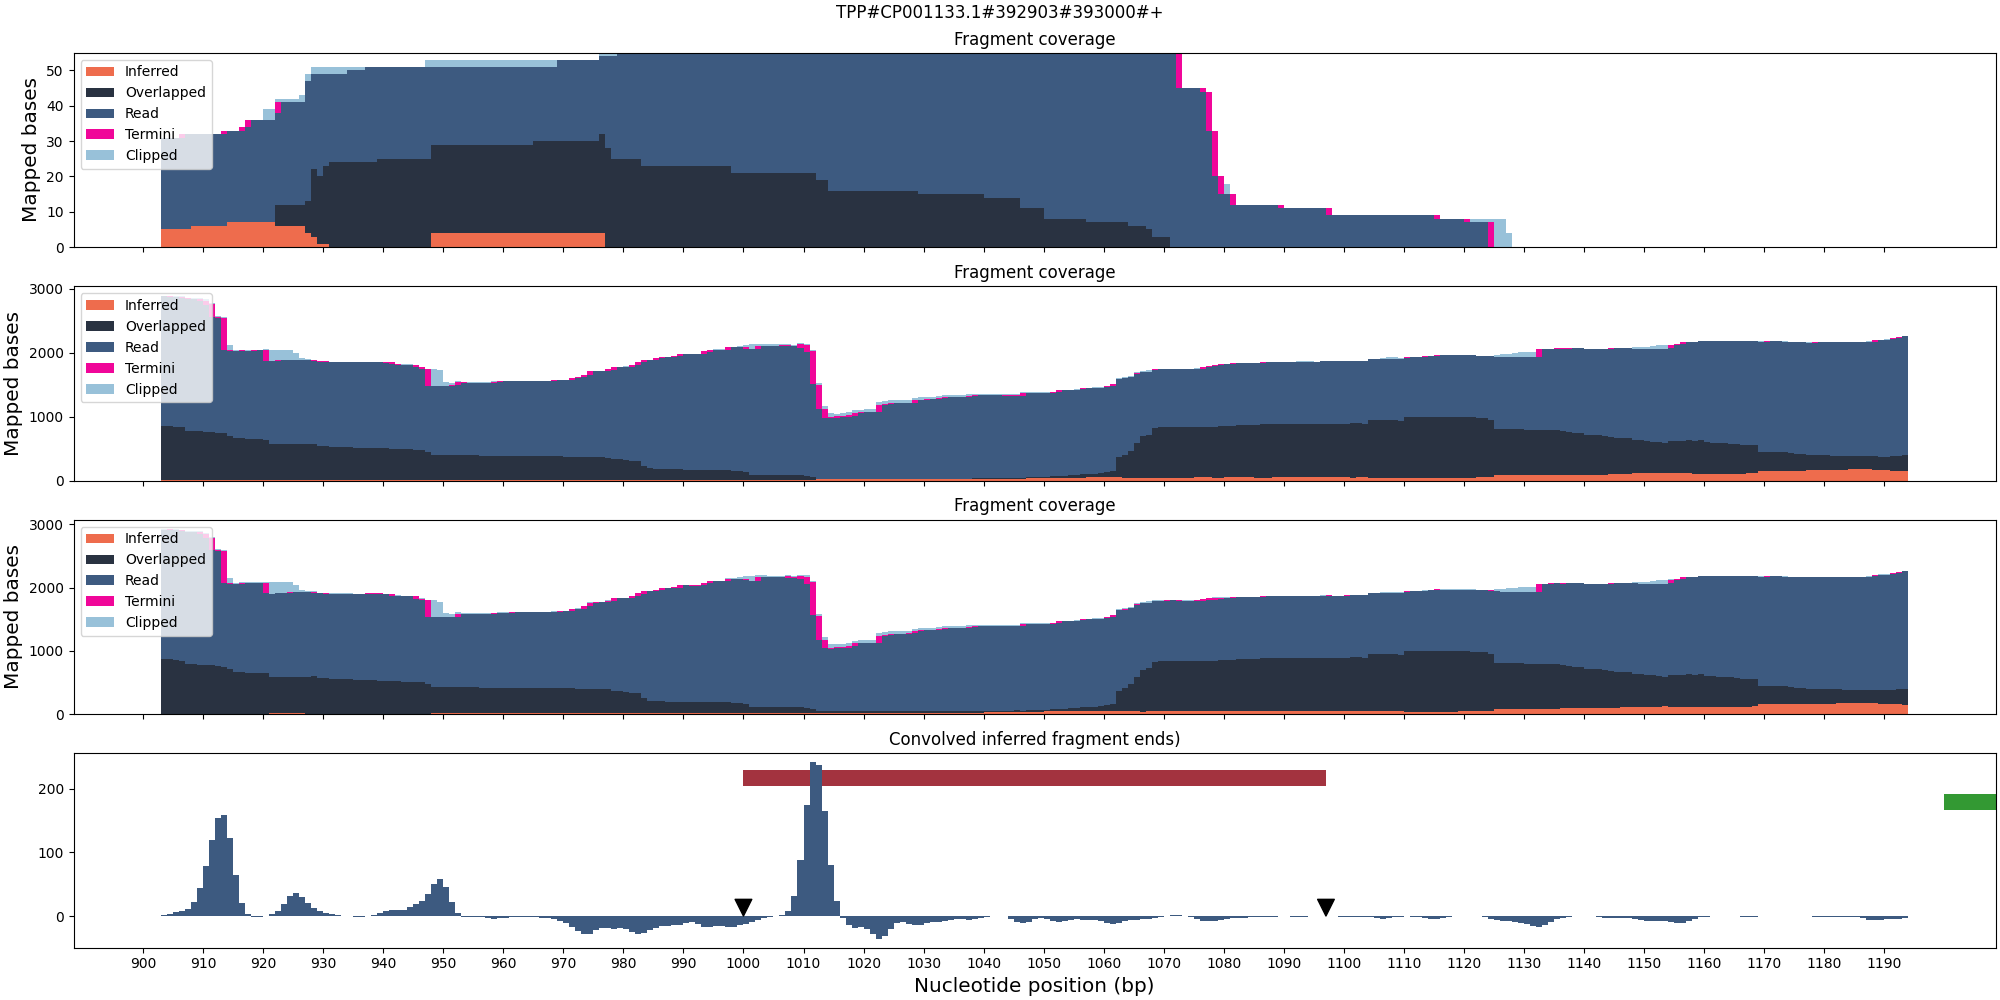 TPP#CP001133.1#392903#393000#+
Fragment coverage
Mapped bases
50
40
30
20
10
0
Inferred
Overlapped
Read
Termini
Clipped
Fragment coverage
Mapped bases
3000
2000
1000
0
Inferred
Overlapped
Read
Termini
Clipped
Fragment coverage
Mapped bases
3000
2000
1000
0
Inferred
Overlapped
Read
Termini
Clipped
Convolved inferred fragment ends)
200
100
0
900 910 920 930 940 950 960 970 980 990 1000 1010 1020 1030 1040 1050 1060 1070 1080 1090 1100 1110 1120 1130 1140 1150 1160 1170 1180 1190
Nucleotide position (bp)